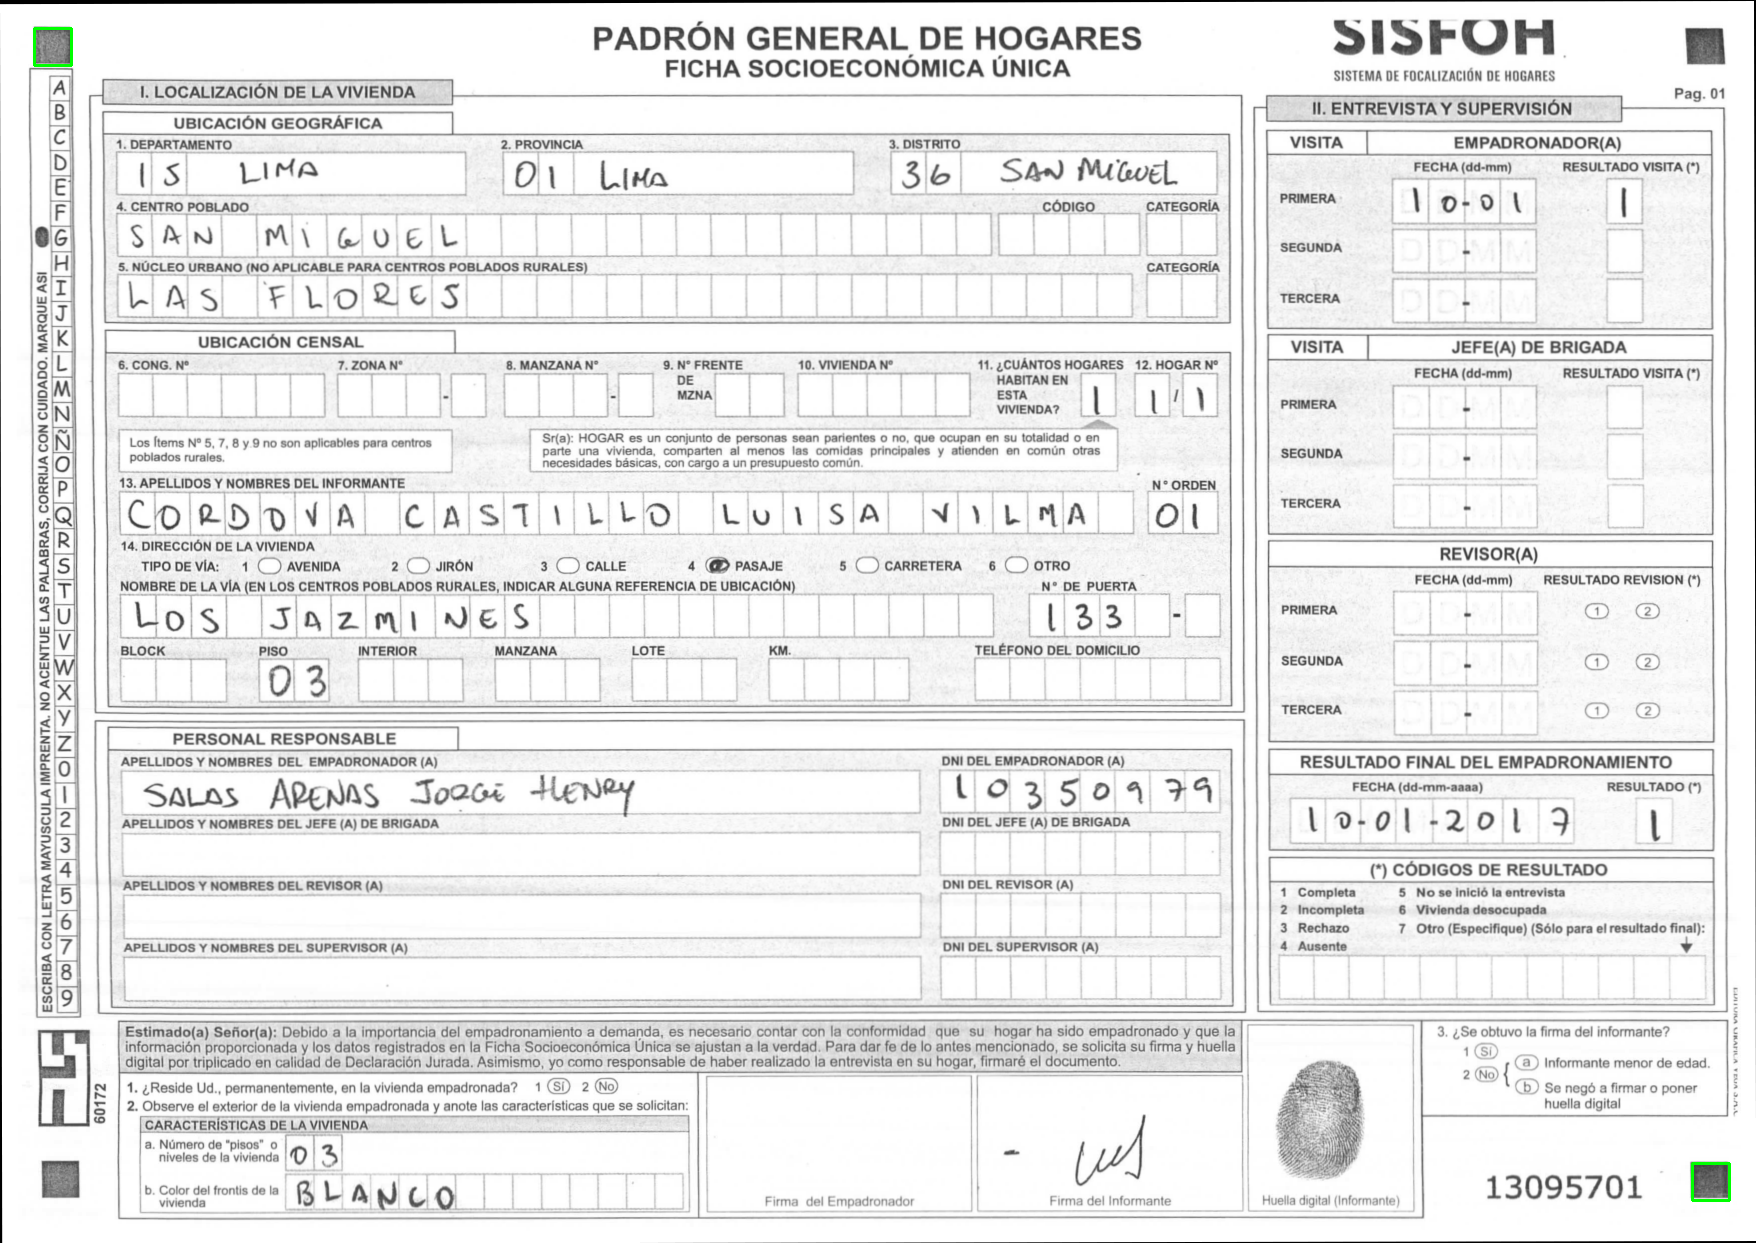 PADRÓN GENERAL DE HOGARES
FICHA SOCIOECONÓMICA ÚNICA
SISFOH
SISTEMA DE FOCALIZACIÓN DE HOGARES
Pag. 01
ESCRIBA CON LETRA MAYUSCULA IMPRENTA. NO ACENTUE LAS PALABRAS, CORRIJA CON CUIDADO. MARQUE ASI
A B C D E F G H I J K L M N Ñ O P Q R S T U V W X Y Z 0 1 2 3 4 5 6 7 8 9
I. LOCALIZACIÓN DE LA VIVIENDA
UBICACIÓN GEOGRÁFICA
1. DEPARTAMENTO 2. PROVINCIA 3. DISTRITO
15 LIMA 01 LIMA 36 SAN MIGUEL
4. CENTRO POBLADO CÓDIGO CATEGORÍA
SAN MIGUEL
5. NÚCLEO URBANO (NO APLICABLE PARA CENTROS POBLADOS RURALES) CATEGORÍA
LAS FLORES
UBICACIÓN CENSAL
6. CONG. Nº 7. ZONA Nº 8. MANZANA Nº 9. Nº FRENTE DE MZNA 10. VIVIENDA Nº 11. ¿CUÁNTOS HOGARES HABITAN EN ESTA VIVIENDA? 12. HOGAR Nº
- - 1 1 / 1
Los Ítems Nº 5, 7, 8 y 9 no son aplicables para centros
poblados rurales.
Sr(a): HOGAR es un conjunto de personas sean parientes o no, que ocupan en su totalidad o en
parte una vivienda, comparten al menos las comidas principales y atienden en común otras
necesidades básicas, con cargo a un presupuesto común.
13. APELLIDOS Y NOMBRES DEL INFORMANTE Nº ORDEN
CORDOVA CASTILLO LUISA VILMA 01
14. DIRECCIÓN DE LA VIVIENDA
TIPO DE VÍA: 1 AVENIDA 2 JIRÓN 3 CALLE 4 PASAJE 5 CARRETERA 6 OTRO
NOMBRE DE LA VÍA (EN LOS CENTROS POBLADOS RURALES, INDICAR ALGUNA REFERENCIA DE UBICACIÓN) Nº DE PUERTA
LOS JAZMINES 133 -
BLOCK PISO INTERIOR MANZANA LOTE KM. TELÉFONO DEL DOMICILIO
03
PERSONAL RESPONSABLE
APELLIDOS Y NOMBRES DEL EMPADRONADOR (A) DNI DEL EMPADRONADOR (A)
SALAS ARENAS JORGE HENRY 10350979
APELLIDOS Y NOMBRES DEL JEFE (A) DE BRIGADA DNI DEL JEFE (A) DE BRIGADA
APELLIDOS Y NOMBRES DEL REVISOR (A) DNI DEL REVISOR (A)
APELLIDOS Y NOMBRES DEL SUPERVISOR (A) DNI DEL SUPERVISOR (A)
II. ENTREVISTA Y SUPERVISIÓN
VISITA EMPADRONADOR(A)
FECHA (dd-mm) RESULTADO VISITA (*)
PRIMERA 10-01 1
SEGUNDA DD-MM
TERCERA DD-MM
VISITA JEFE(A) DE BRIGADA
FECHA (dd-mm) RESULTADO VISITA (*)
PRIMERA DD-MM
SEGUNDA DD-MM
TERCERA DD-MM
REVISOR(A)
FECHA (dd-mm) RESULTADO REVISION (*)
PRIMERA DD-MM 1 2
SEGUNDA DD-MM 1 2
TERCERA DD-MM 1 2
RESULTADO FINAL DEL EMPADRONAMIENTO
FECHA (dd-mm-aaaa) RESULTADO (*)
10-01-2017 1
(*) CÓDIGOS DE RESULTADO
1 Completa 5 No se inició la entrevista
2 Incompleta 6 Vivienda desocupada
3 Rechazo 7 Otro (Especifique) (Sólo para el resultado final):
4 Ausente
60172
Estimado(a) Señor(a): Debido a la importancia del empadronamiento a demanda, es necesario contar con la conformidad que su hogar ha sido empadronado y que la
información proporcionada y los datos registrados en la Ficha Socioeconómica Única se ajustan a la verdad. Para dar fe de lo antes mencionado, se solicita su firma y huella
digital por triplicado en calidad de Declaración Jurada. Asimismo, yo como responsable de haber realizado la entrevista en su hogar, firmaré el documento.
1. ¿Reside Ud., permanentemente, en la vivienda empadronada? 1 Sí 2 No
2. Observe el exterior de la vivienda empadronada y anote las características que se solicitan:
CARACTERÍSTICAS DE LA VIVIENDA
a. Número de "pisos" o
niveles de la vivienda 03
b. Color del frontis de la
vivienda BLANCO
Firma del Empadronador
Firma del Informante
Huella digital (Informante)
3. ¿Se obtuvo la firma del informante?
1 Sí
2 No { a Informante menor de edad.
b Se negó a firmar o poner
huella digital
13095701